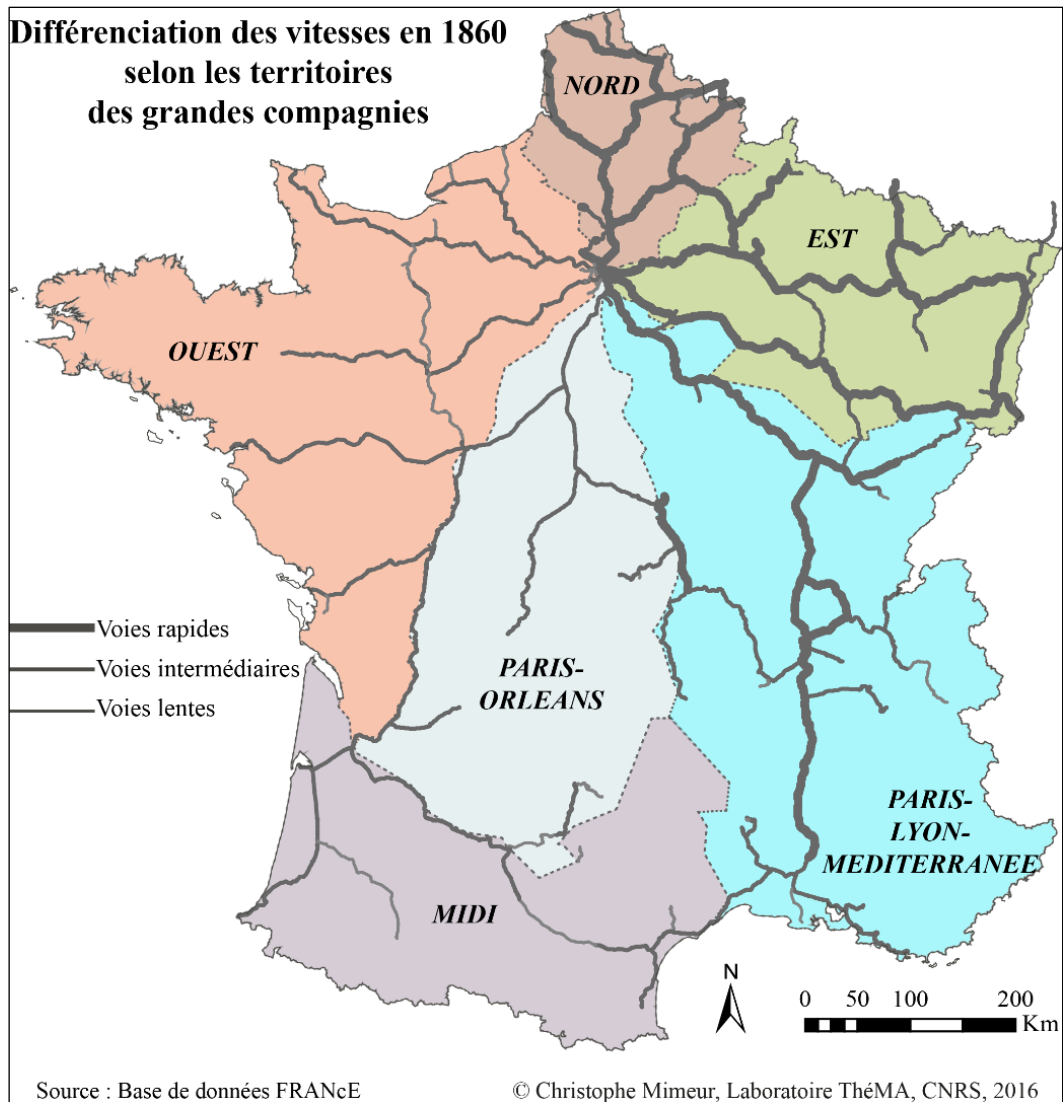 Différenciation des vitesses en 1860
selon les territoires
des grandes compagnies
NORD
EST
OUEST
Voies rapides
Voies intermédiaires
Voies lentes
PARIS-
ORLEANS
PARIS-
LYON-
MEDITERRANEE
MIDI
N
0 50 100 200
Km
Source : Base de données FRANcE
© Christophe Mimeur, Laboratoire ThéMA, CNRS, 2016